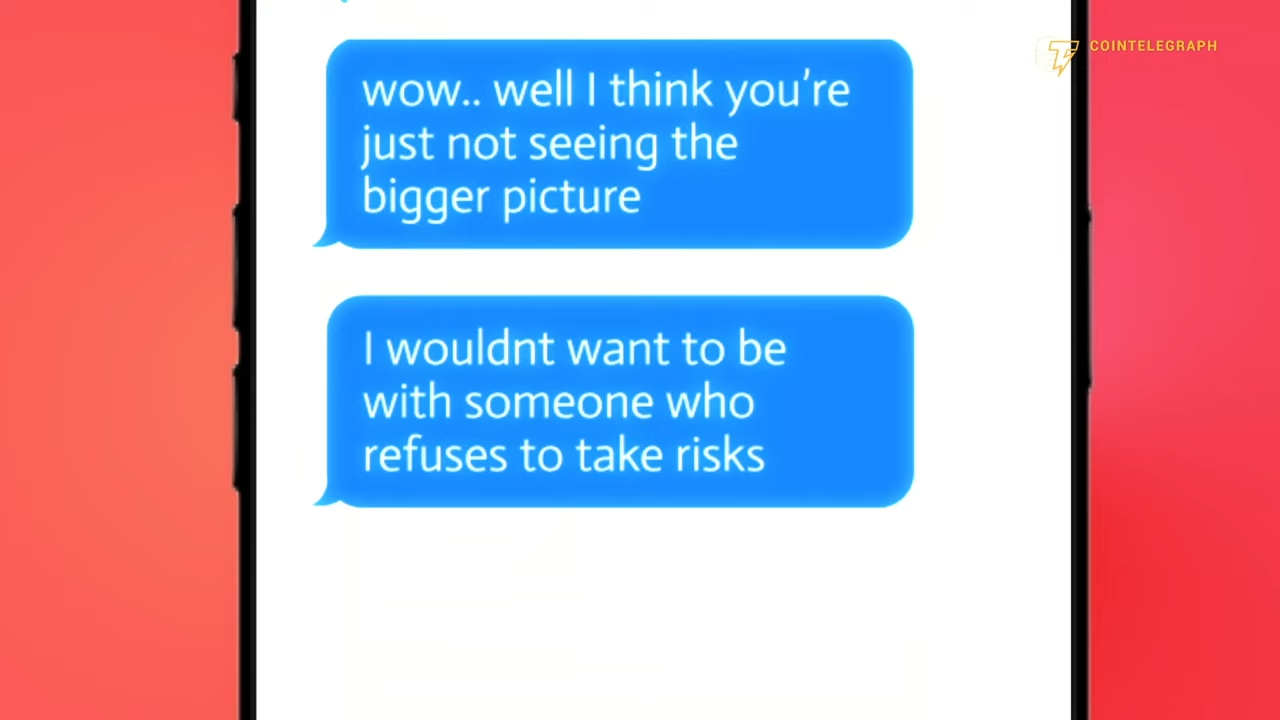 COINTELEGRAPH
wow.. well I think you’re
just not seeing the
bigger picture
I wouldnt want to be
with someone who
refuses to take risks